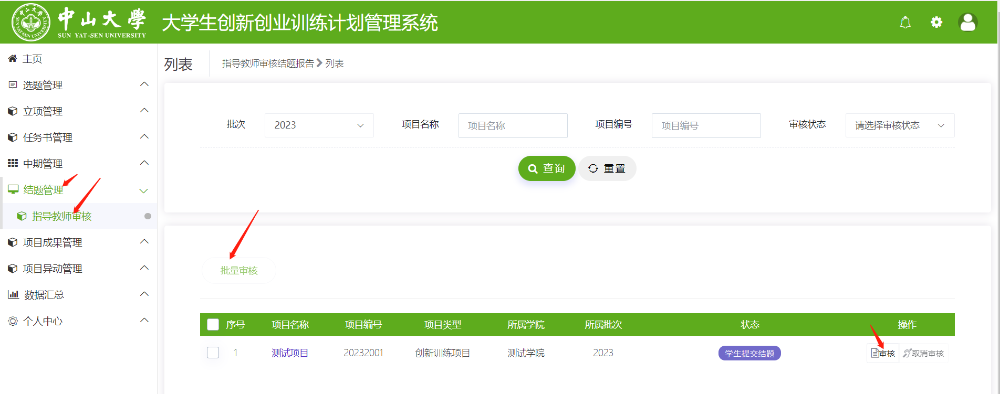 中山大學
SUN YAT-SEN UNIVERSITY
大学生创新创业训练计划管理系统
主页
选题管理
立项管理
任务书管理
中期管理
结题管理
指导教师审核
项目成果管理
项目异动管理
数据汇总
个人中心
列表 指导教师审核结题报告 列表
批次 2023 项目名称 项目名称 项目编号 项目编号 审核状态 请选择审核状态
查询 重置
批量审核
序号 项目名称 项目编号 项目类型 所属学院 所属批次 状态 操作
1 测试项目 20232001 创新训练项目 测试学院 2023 学生提交结题 审核 取消审核